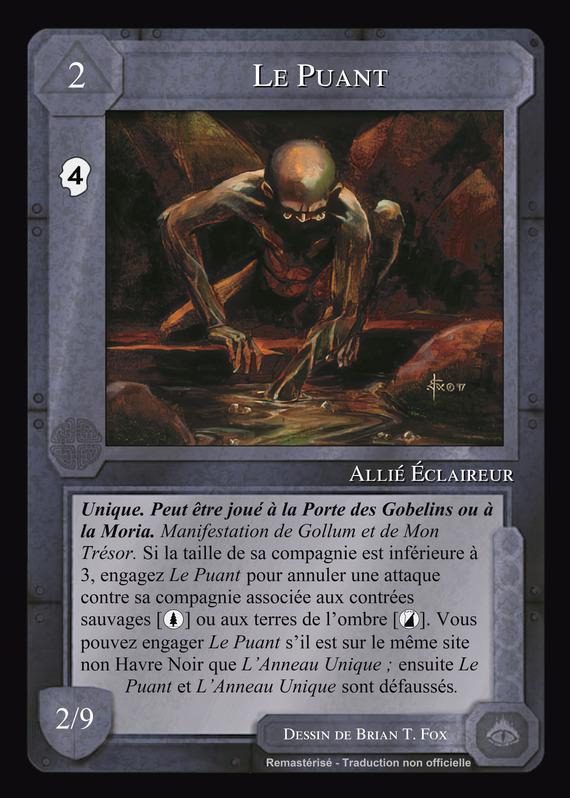 2
Le Puant
4
Allié Éclaireur
Unique. Peut être joué à la Porte des Gobelins ou à
la Moria. Manifestation de Gollum et de Mon
Trésor. Si la taille de sa compagnie est inférieure à
3, engagez Le Puant pour annuler une attaque
contre sa compagnie associée aux contrées
sauvages [] ou aux terres de l’ombre []. Vous
pouvez engager Le Puant s’il est sur le même site
non Havre Noir que L’Anneau Unique ; ensuite Le
Puant et L’Anneau Unique sont défaussés.
2/9
Dessin de Brian T. Fox
Remastérisé - Traduction non officielle